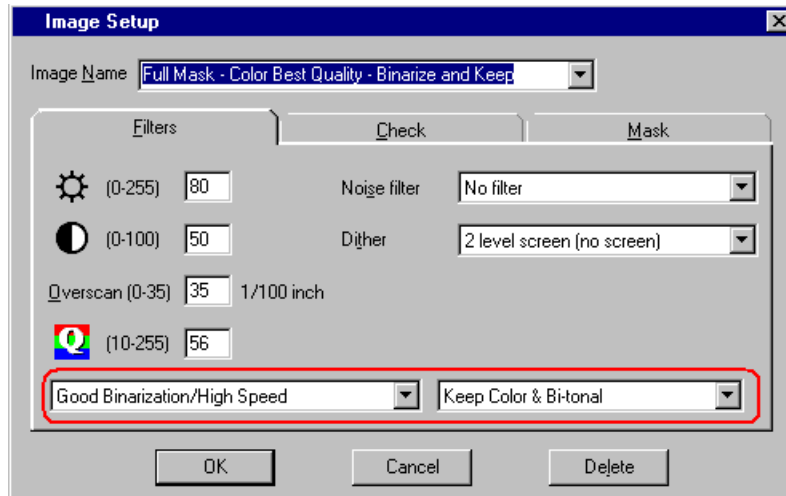 Image Setup
Image Name Full Mask - Color Best Quality - Binarize and Keep
Filters Check Mask
(0-255) 80 Noise filter No filter
(0-100) 50 Dither 2 level screen (no screen)
Overscan (0-35) 35 1/100 inch
Q (10-255) 56
Good Binarization/High Speed Keep Color & Bi-tonal
OK Cancel Delete